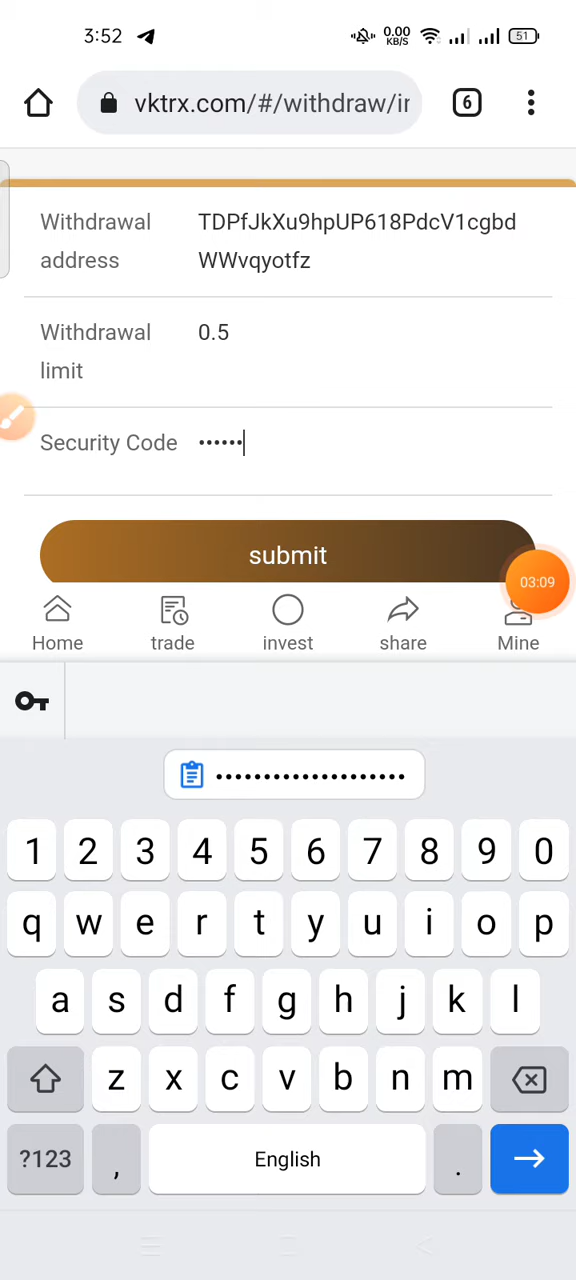 3:52
0.00
KB/S
51
vktrx.com/#/withdraw/ir
6
Withdrawal address
TDPfJkXu9hpUP618PdcV1cgbd
WWvqyotfz
Withdrawal limit
0.5
Security Code ••••••
submit
03:09
Home trade invest share Mine
••••••••••••••••••••
1 2 3 4 5 6 7 8 9 0
q w e r t y u i o p
a s d f g h j k l
z x c v b n m
?123 , English .